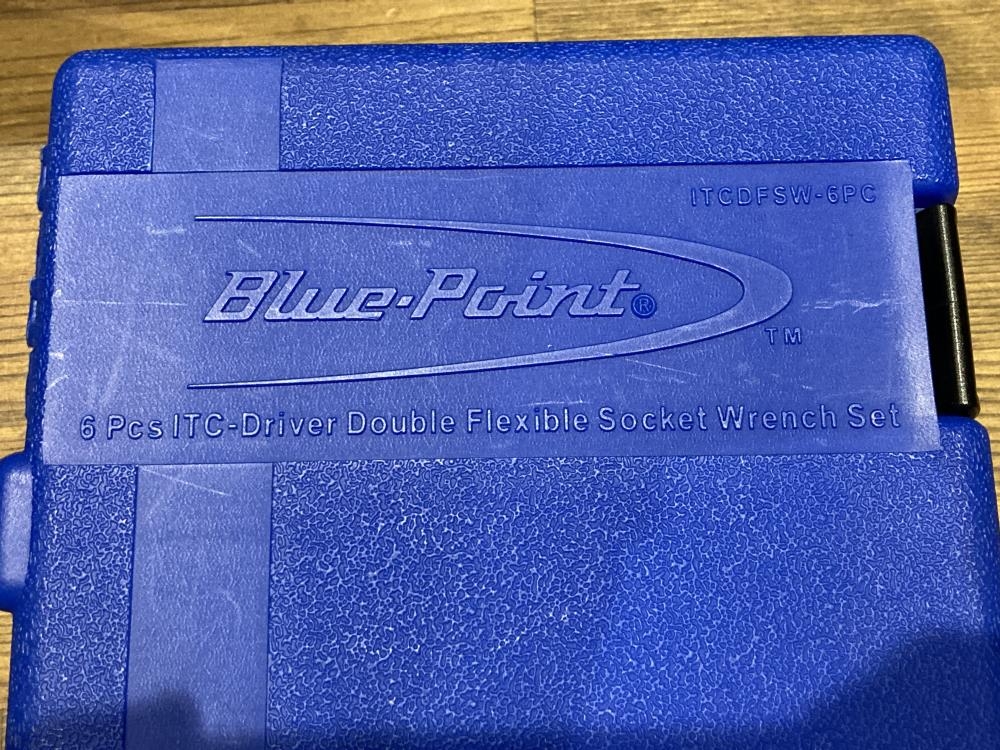 ITCDFSW-6PC
Blue-Point®
TM
6 Pcs ITC-Driver Double Flexible Socket Wrench Set